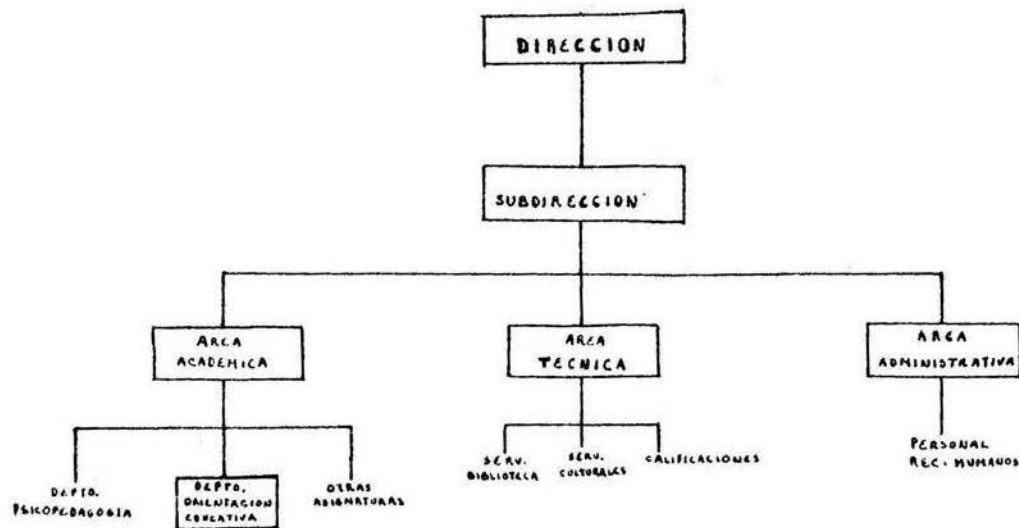 DIRECCION
SUBDIRECCION
AREA
ACADEMICA
AREA
TECNICA
AREA
ADMINISTRATIVA
DEPTO.
PSICOPEDAGOGIA
DEPTO.
ORIENTACION
EDUCATIVA
OTRAS
ASIGNATURAS
SERV.
BIBLIOTECA
SERV.
CULTURALES
CALIFICACIONES
PERSONAL
REC. HUMANOS